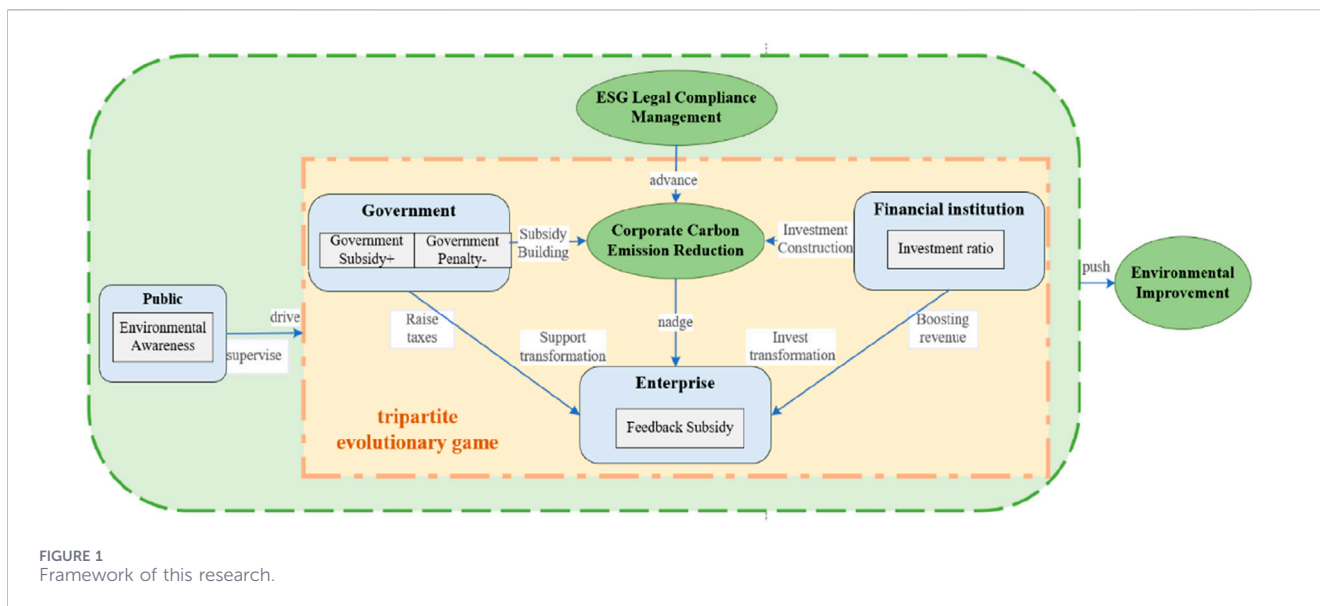 ESG Legal Compliance
Management
advance
Government
Government
Subsidy+
Government
Penalty-
Subsidy
Building
Corporate Carbon
Emission Reduction
Investment
Construction
Financial institution
Investment ratio
push
Environmental
Improvement
Public
Environmental
Awareness
drive
supervise
Raise
taxes
Support
transformation
nadge
Invest
transformation
Boosting
revenue
Enterprise
Feedback Subsidy
tripartite
evolutionary game
FIGURE 1
Framework of this research.